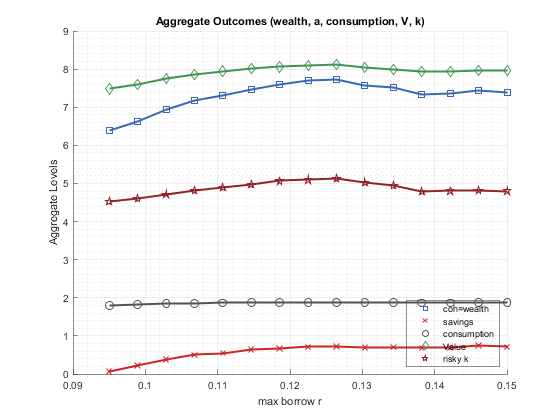 Aggregate Outcomes (wealth, a, consumption, V, k)
9
8
7
6
5
4
3
2
1
0
Aggregate Levels
coh=wealth
savings
consumption
Value
risky k
0.09
0.1
0.11
0.12
0.13
0.14
0.15
max borrow r